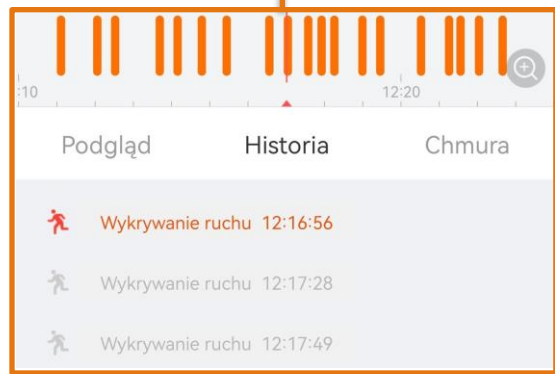 :10
12:20
Podgląd Historia Chmura
Wykrywanie ruchu 12:16:56
Wykrywanie ruchu 12:17:28
Wykrywanie ruchu 12:17:49